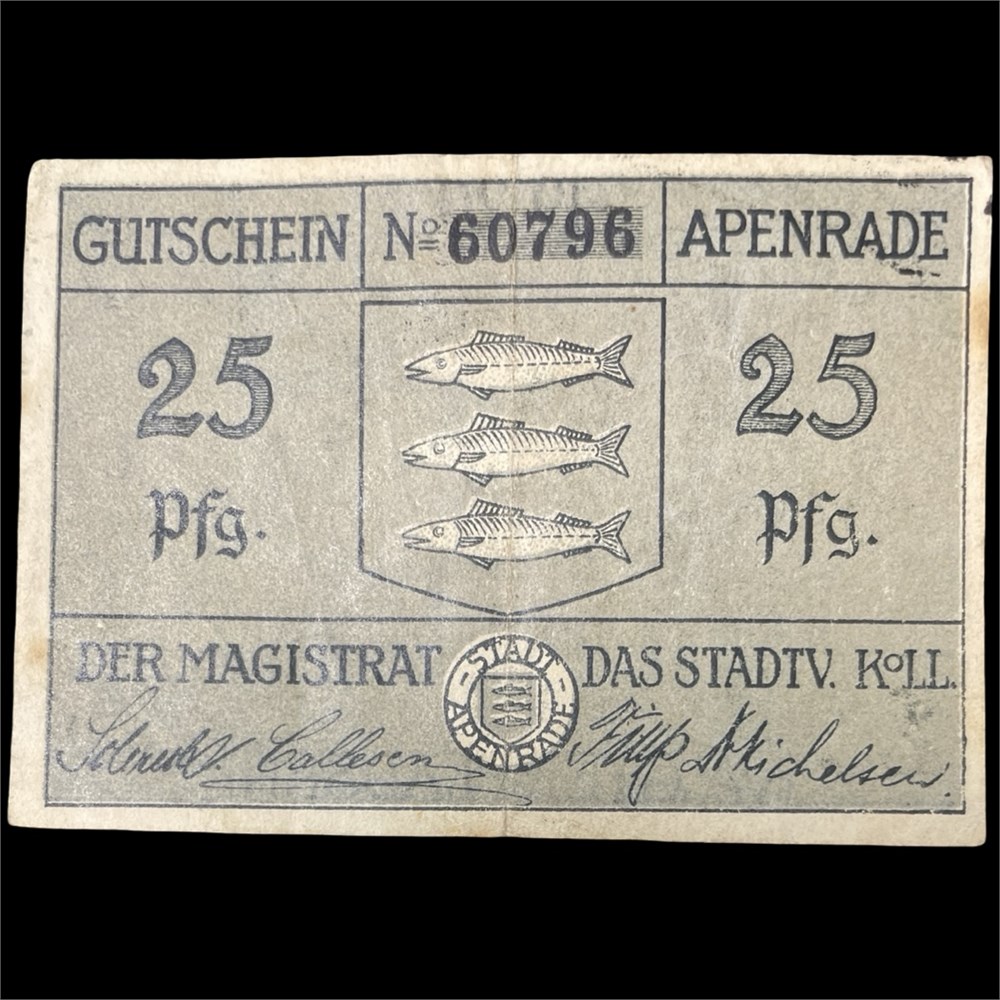 GUTSCHEIN Nº 60796 APENRADE
25 25
Pfg. Pfg.
DER MAGISTRAT DAS STADTV. KoLL.
STADT
APENRADE
Callesen Michelsen